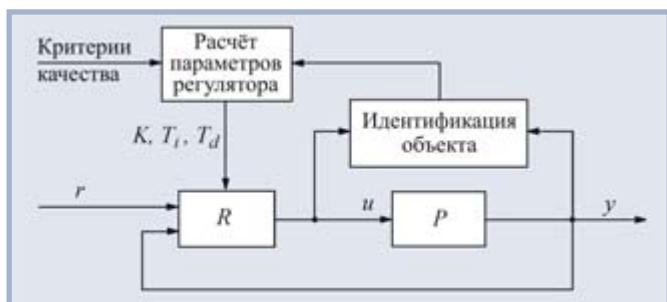 Критерии
качества
Расчёт
параметров
регулятора
Идентификация
объекта
K, Ti, Td
r
R
u
P
y